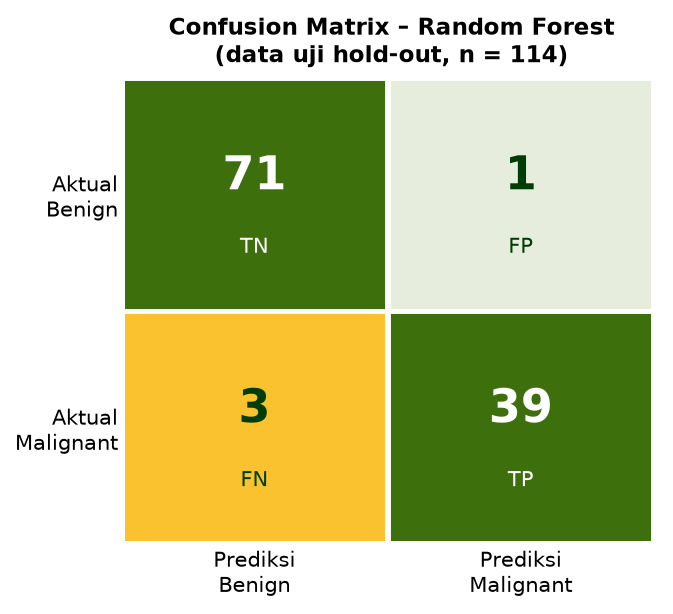 Confusion Matrix – Random Forest
(data uji hold-out, n = 114)
Aktual
Benign
71
TN
1
FP
Aktual
Malignant
3
FN
39
TP
Prediksi
Benign
Prediksi
Malignant